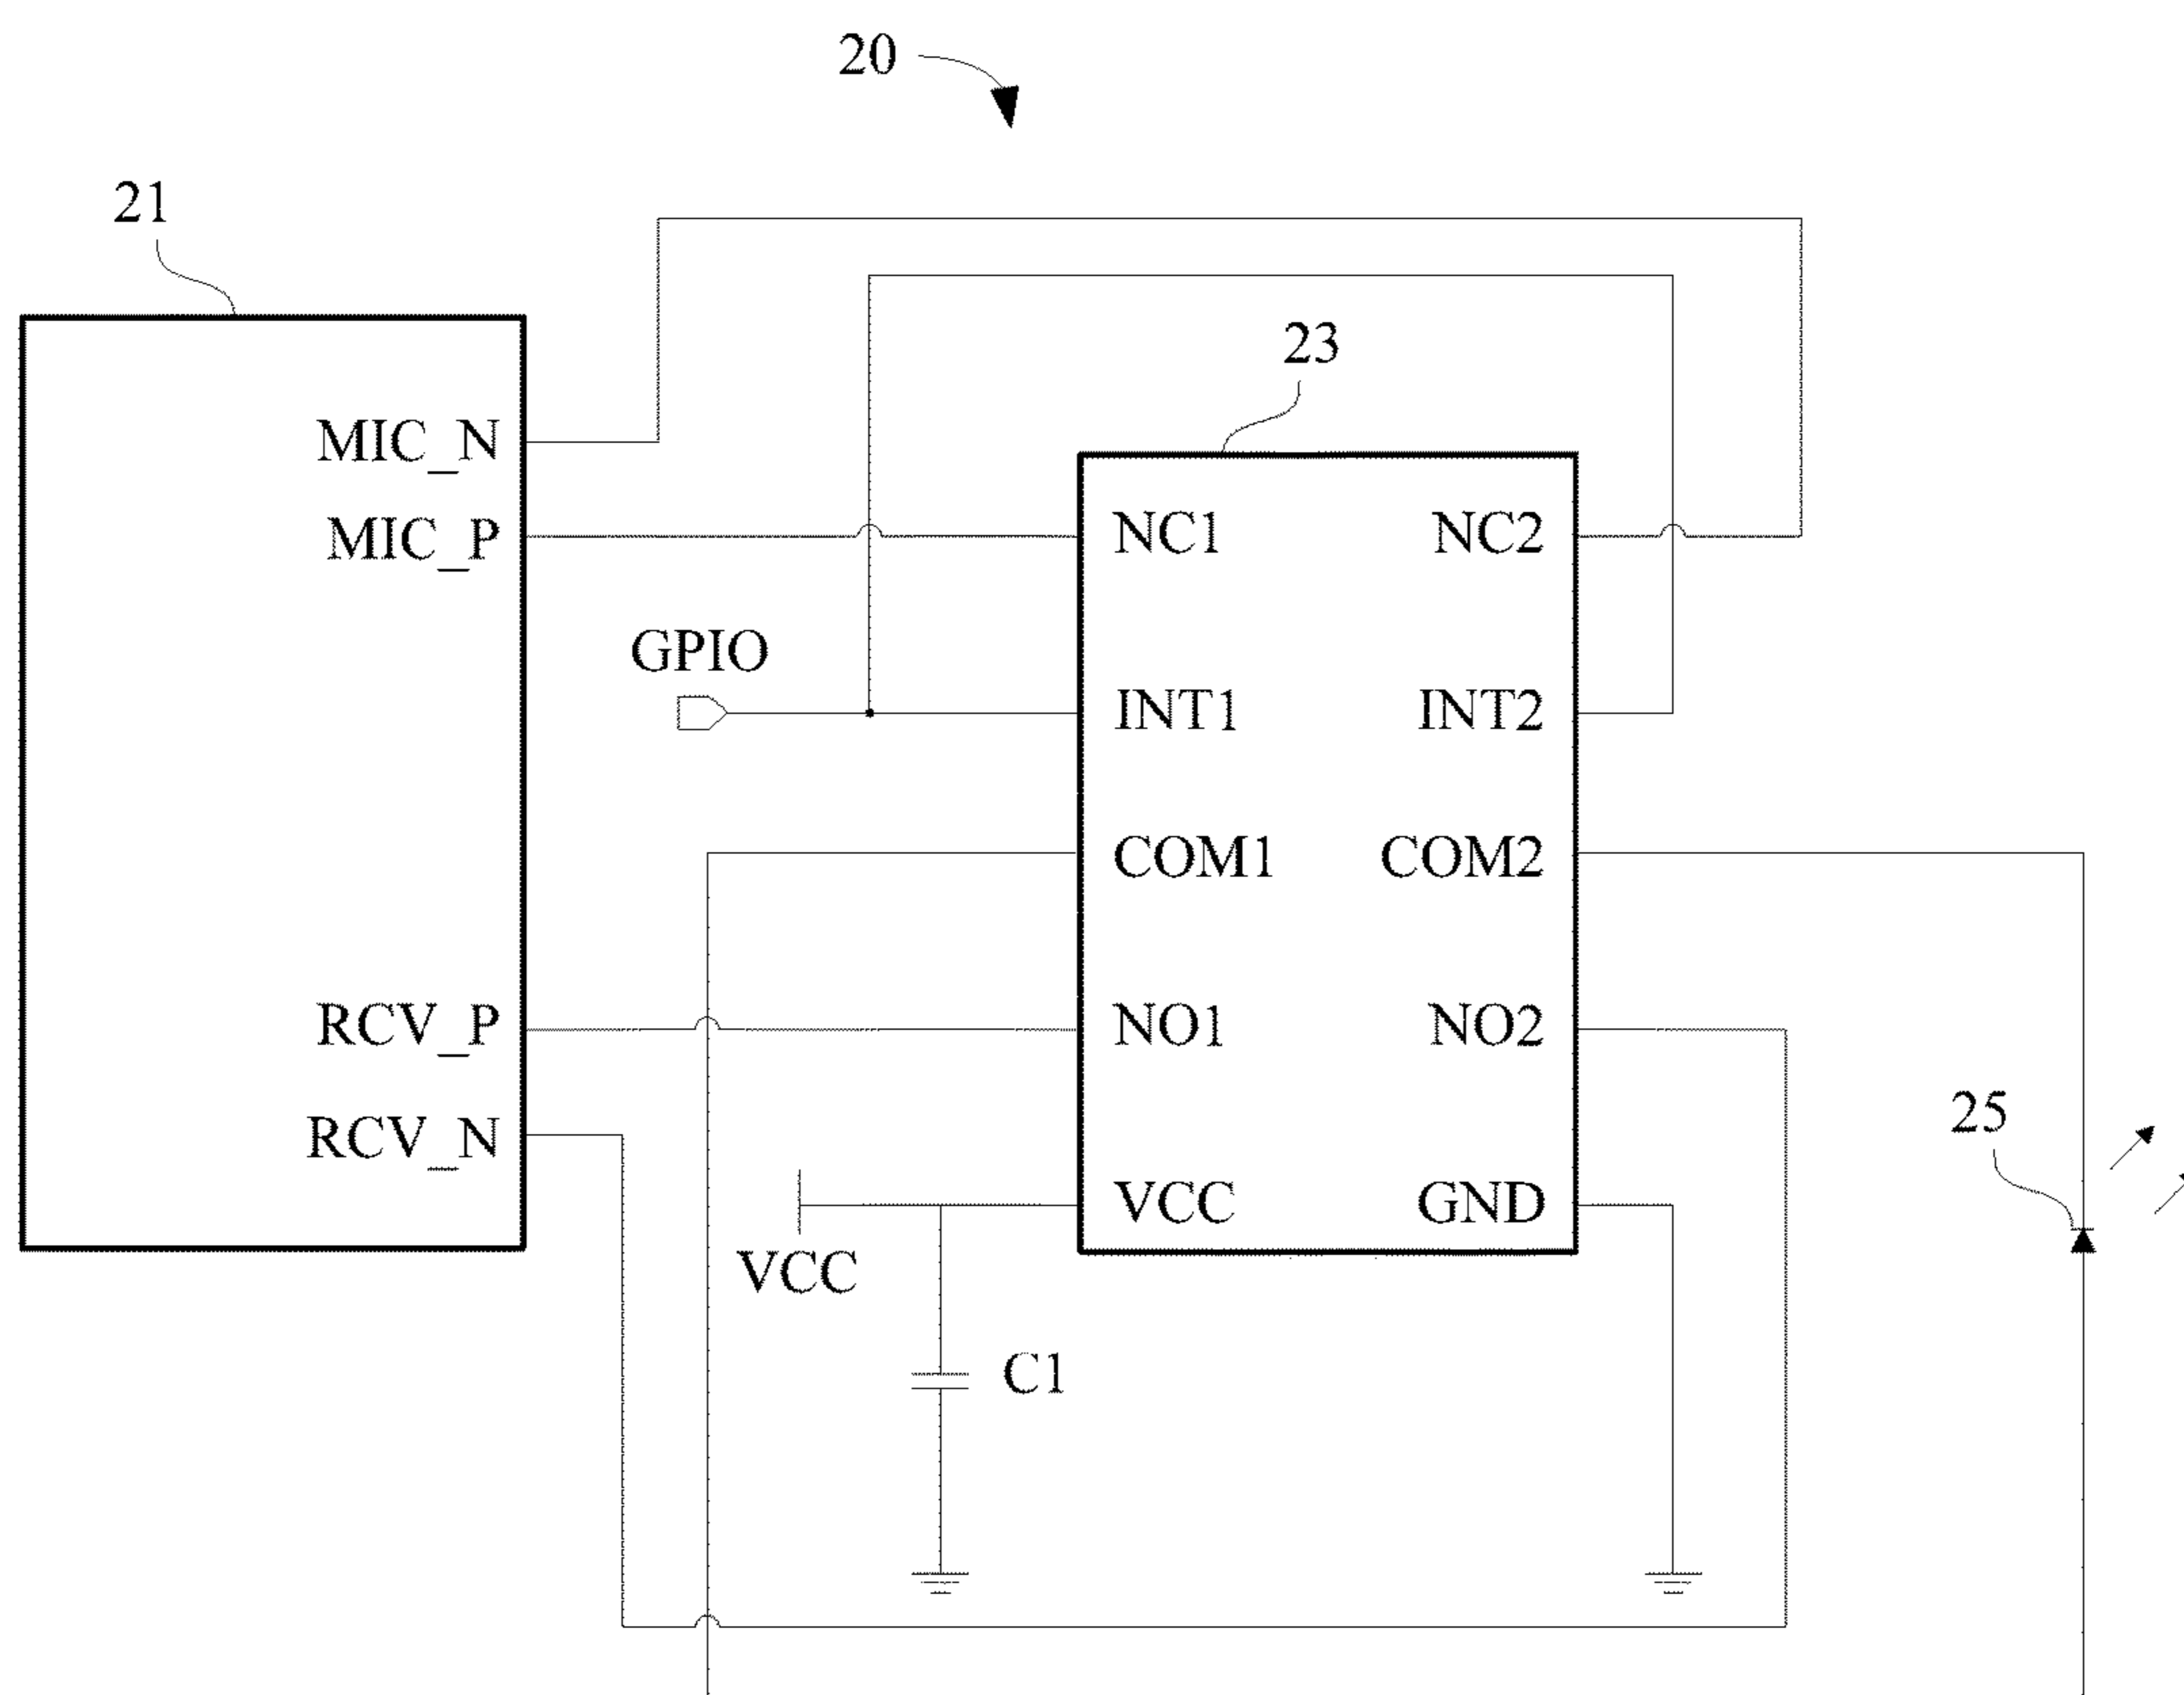 20
21
23
MIC_N
MIC_P
NC1 NC2
GPIO
INT1 INT2
COM1 COM2
RCV_P
NO1 NO2
RCV_N
25
VCC GND
VCC
C1